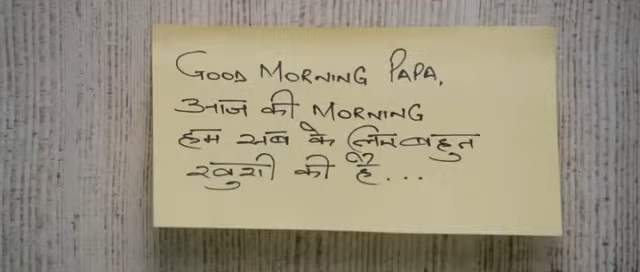 GOOD MORNING PAPA,
आज की MORNING
हम सब के लिए बहुत
खुशी की है...